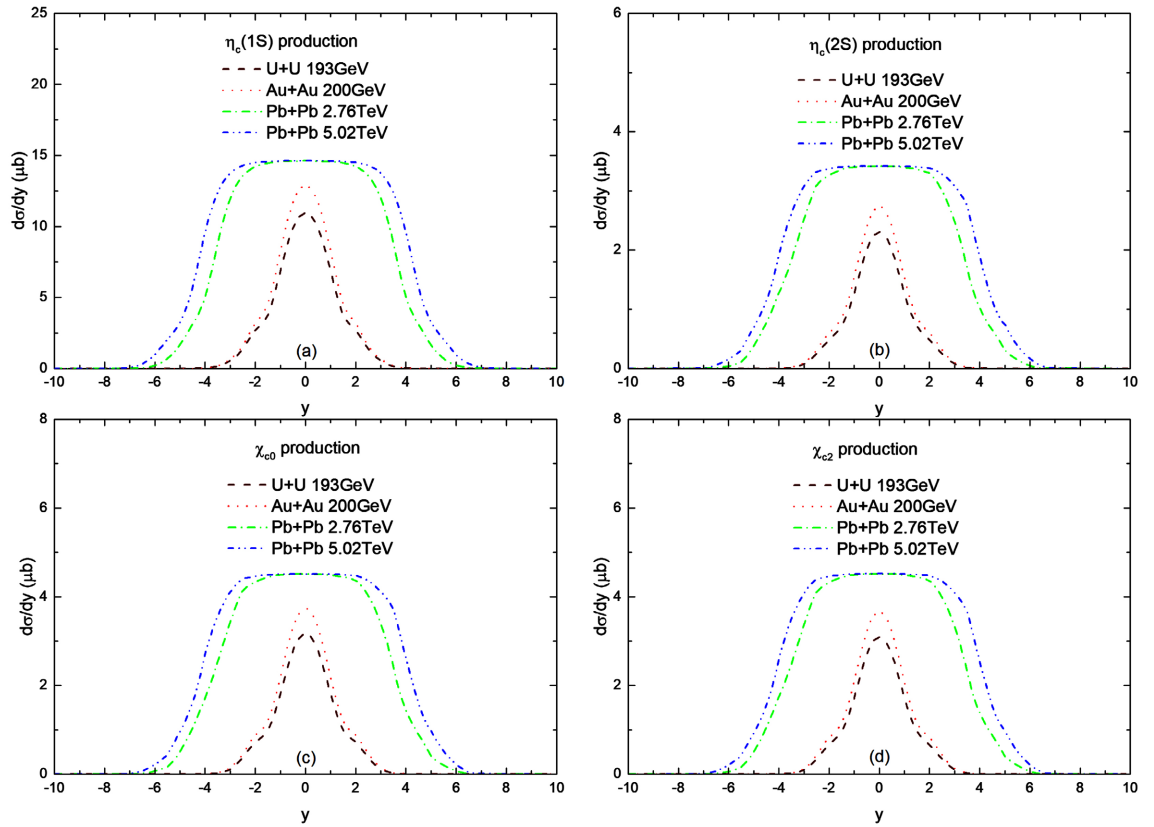 25
20
15
10
5
0
dσ/dy (μb)
ηc(1S) production
U+U 193GeV
Au+Au 200GeV
Pb+Pb 2.76TeV
Pb+Pb 5.02TeV
(a)
-10 -8 -6 -4 -2 0 2 4 6 8 10
y
6
4
2
0
dσ/dy (μb)
ηc(2S) production
U+U 193GeV
Au+Au 200GeV
Pb+Pb 2.76TeV
Pb+Pb 5.02TeV
(b)
-10 -8 -6 -4 -2 0 2 4 6 8 10
y
8
6
4
2
0
dσ/dy (μb)
χc0 production
U+U 193GeV
Au+Au 200GeV
Pb+Pb 2.76TeV
Pb+Pb 5.02TeV
(c)
-10 -8 -6 -4 -2 0 2 4 6 8 10
y
8
6
4
2
0
dσ/dy (μb)
χc2 production
U+U 193GeV
Au+Au 200GeV
Pb+Pb 2.76TeV
Pb+Pb 5.02TeV
(d)
-10 -8 -6 -4 -2 0 2 4 6 8 10
y